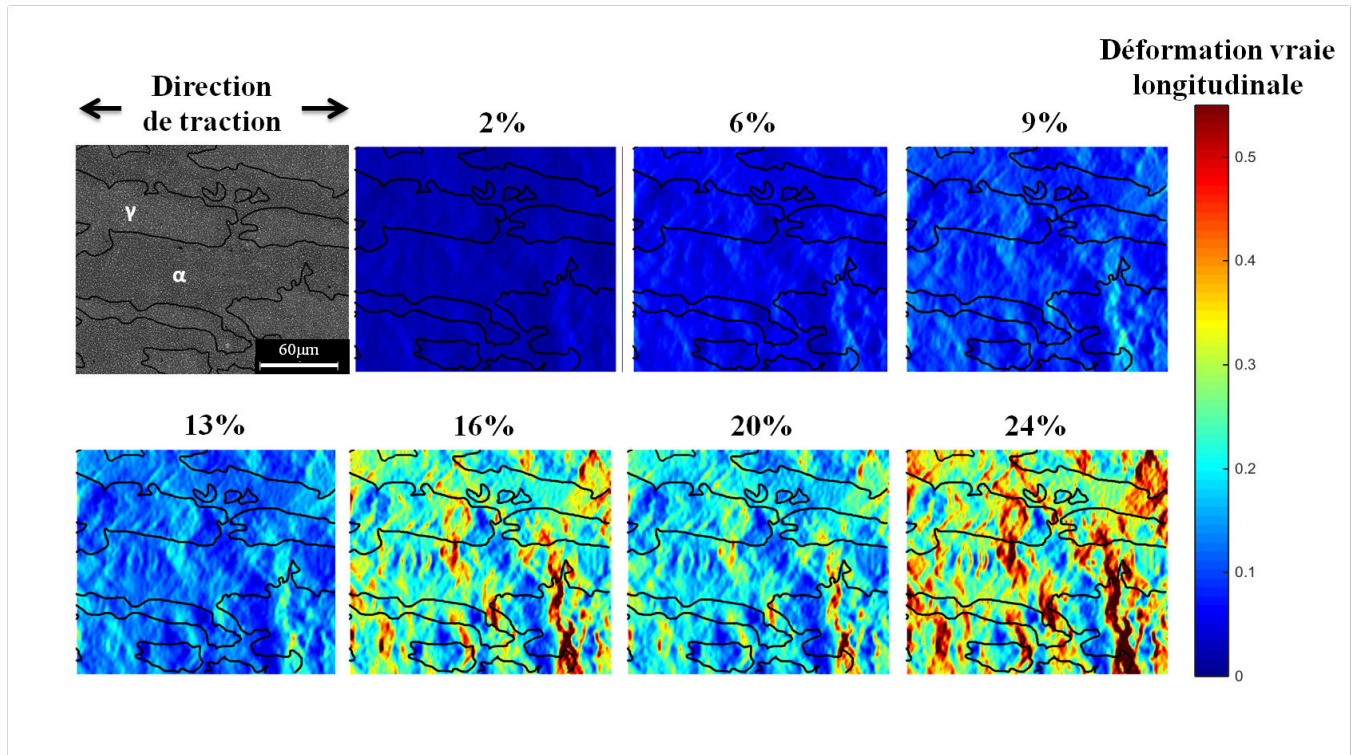 Déformation vraie
longitudinale
Direction
de traction
2%
6%
9%
γ
α
60µm
13%
16%
20%
24%
0.5
0.4
0.3
0.2
0.1
0